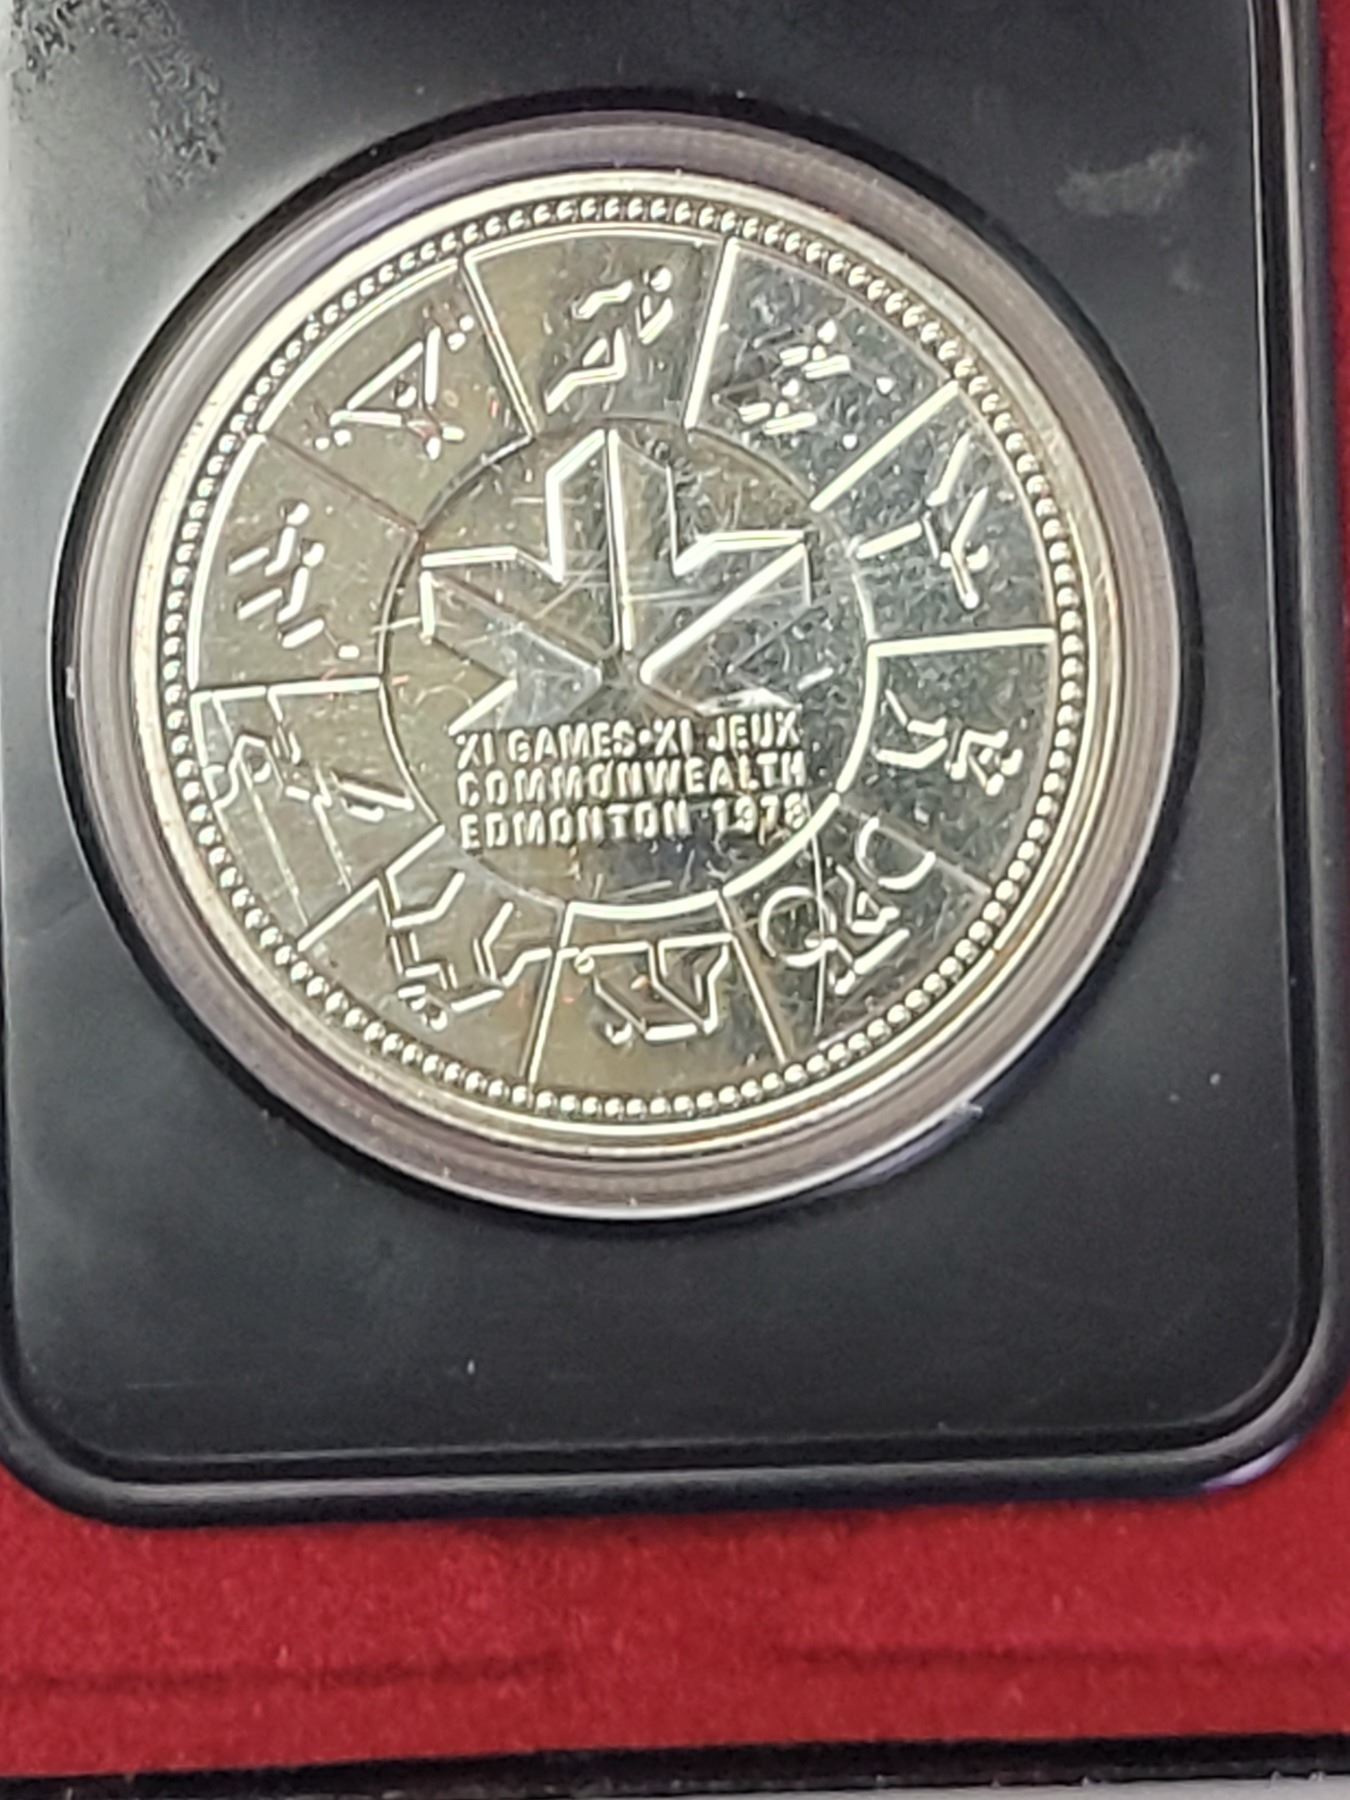 XI GAMES•XI JEUX
COMMONWEALTH
EDMONTON 1978